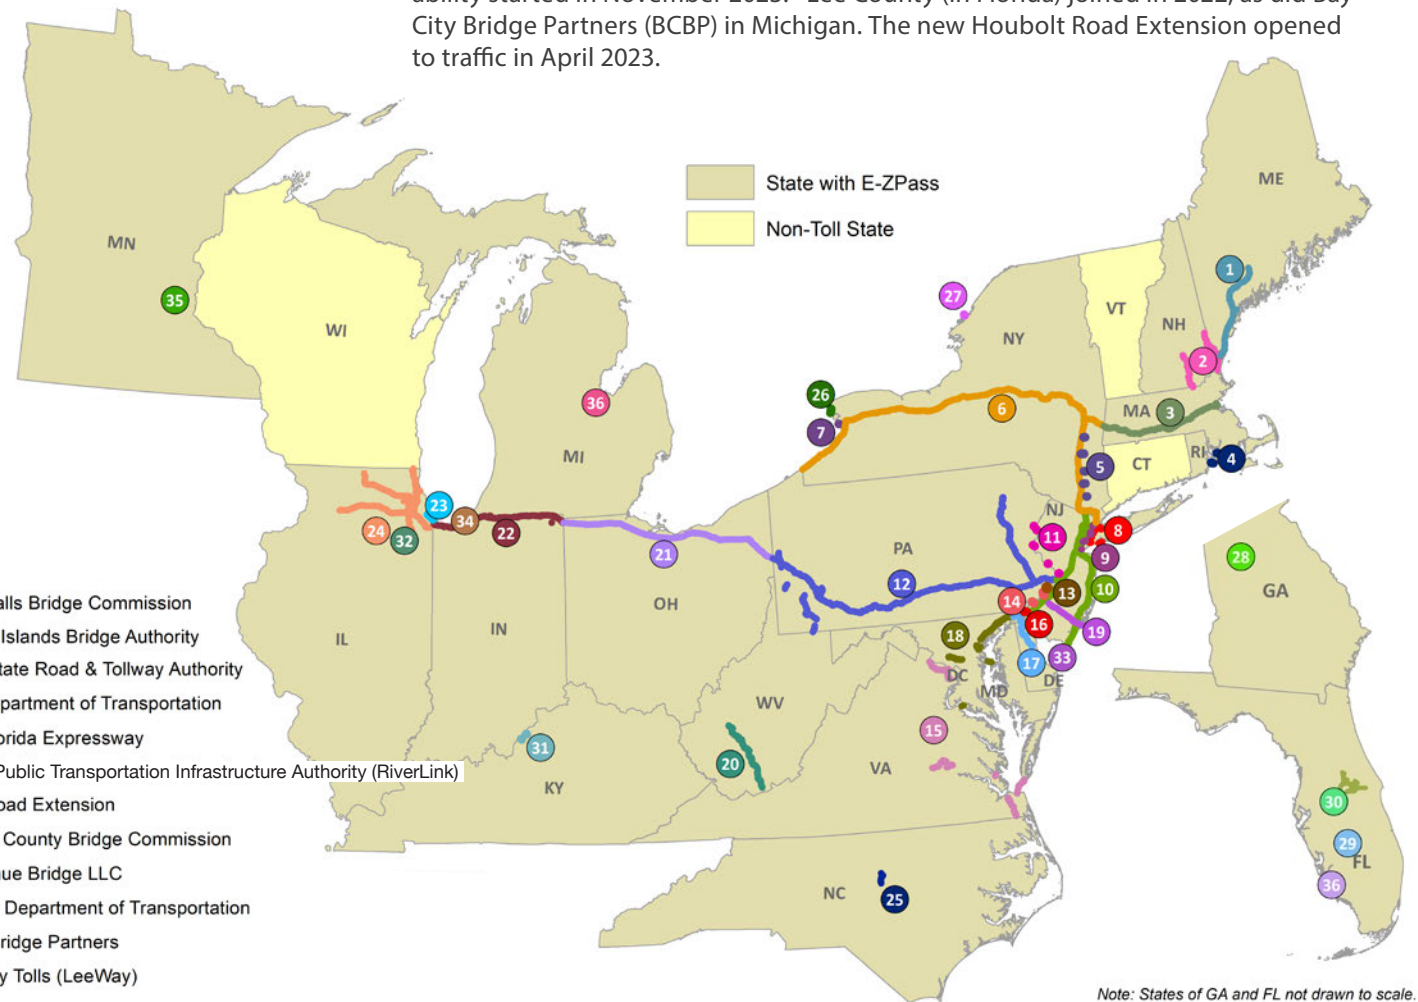 City Bridge Partners (BCBP) in Michigan. The new Houbolt Road Extension opened
to traffic in April 2023.
State with E-ZPass
Non-Toll State
ME
MN
1
27
VT
35
WI
NH
NY
2
26
36
6
MA
3
7
MI
RI
4
5
CT
23
34
NJ
8
24
32
22
11
21
PA
9
28
12
13
10
GA
alls Bridge Commission
OH
14
IL
IN
16
19
Islands Bridge Authority
18
33
17
tate Road & Tollway Authority
DC
DE
MD
WV
partment of Transportation
15
orida Expressway
31
20
VA
Public Transportation Infrastructure Authority (RiverLink)
KY
30
oad Extension
County Bridge Commission
29
FL
ue Bridge LLC
36
NC
25
Department of Transportation
ridge Partners
y Tolls (LeeWay)
Note: States of GA and FL not drawn to scale.